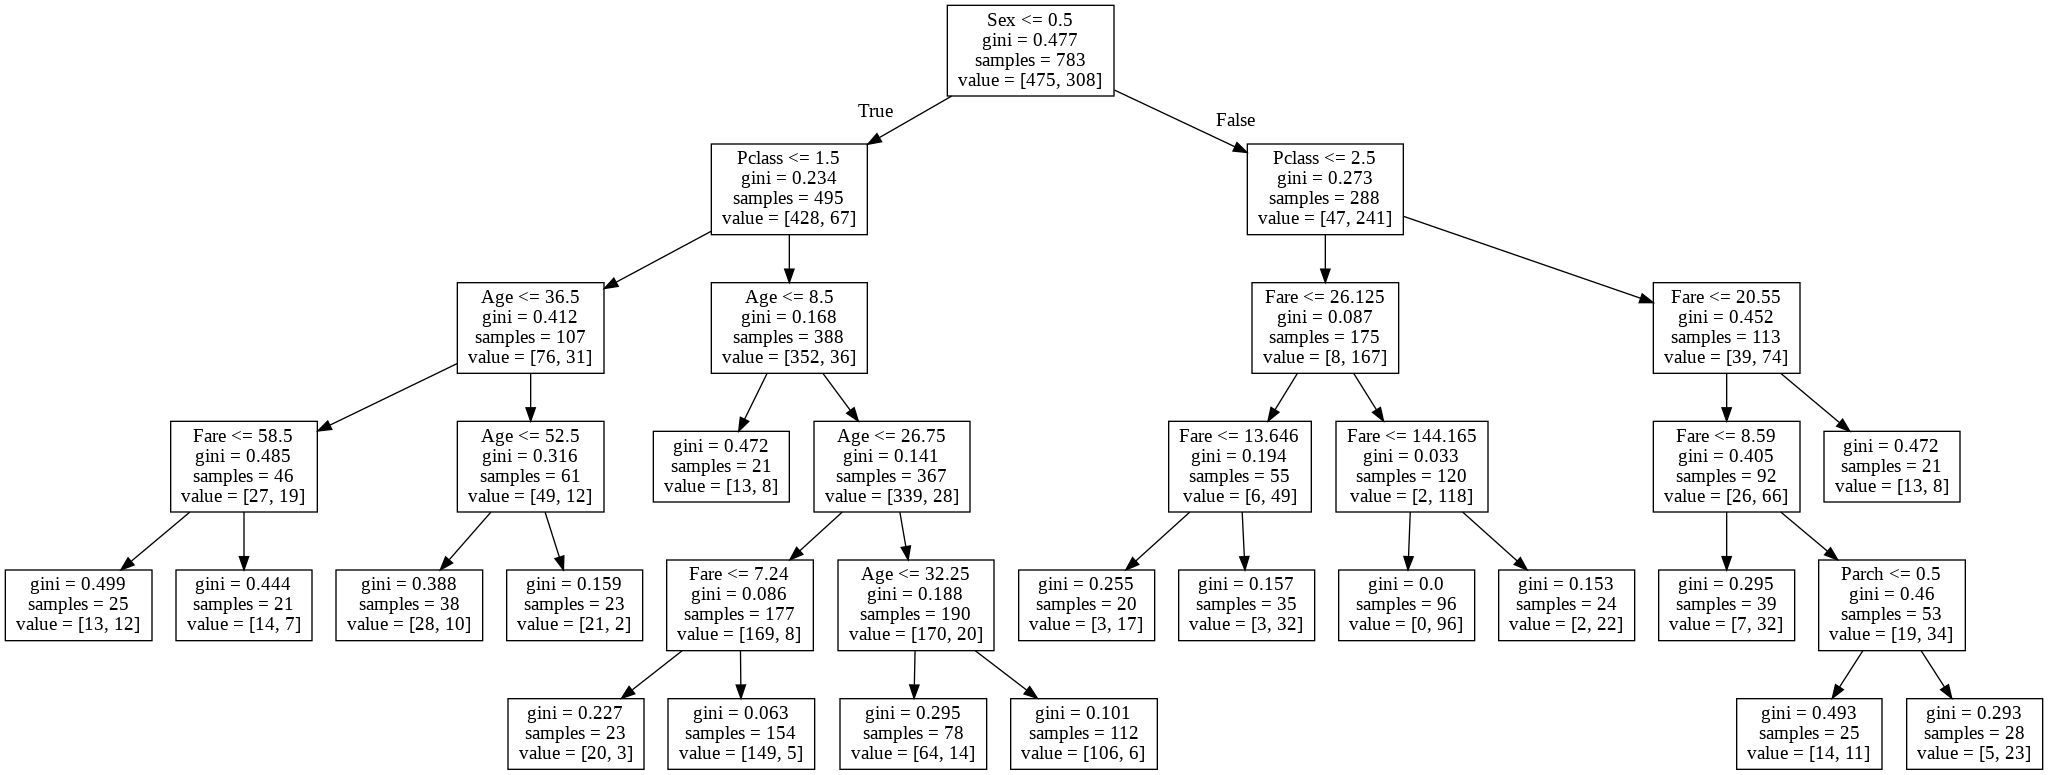 Sex <= 0.5
gini = 0.477
samples = 783
value = [475, 308]
True
False
Pclass <= 1.5
gini = 0.234
samples = 495
value = [428, 67]
Pclass <= 2.5
gini = 0.273
samples = 288
value = [47, 241]
Age <= 36.5
gini = 0.412
samples = 107
value = [76, 31]
Age <= 8.5
gini = 0.168
samples = 388
value = [352, 36]
Fare <= 26.125
gini = 0.087
samples = 175
value = [8, 167]
Fare <= 20.55
gini = 0.452
samples = 113
value = [39, 74]
Fare <= 58.5
gini = 0.485
samples = 46
value = [27, 19]
Age <= 52.5
gini = 0.316
samples = 61
value = [49, 12]
gini = 0.472
samples = 21
value = [13, 8]
Age <= 26.75
gini = 0.141
samples = 367
value = [339, 28]
Fare <= 13.646
gini = 0.194
samples = 55
value = [6, 49]
Fare <= 144.165
gini = 0.033
samples = 120
value = [2, 118]
Fare <= 8.59
gini = 0.405
samples = 92
value = [26, 66]
gini = 0.472
samples = 21
value = [13, 8]
gini = 0.499
samples = 25
value = [13, 12]
gini = 0.444
samples = 21
value = [14, 7]
gini = 0.388
samples = 38
value = [28, 10]
gini = 0.159
samples = 23
value = [21, 2]
Fare <= 7.24
gini = 0.086
samples = 177
value = [169, 8]
Age <= 32.25
gini = 0.188
samples = 190
value = [170, 20]
gini = 0.255
samples = 20
value = [3, 17]
gini = 0.157
samples = 35
value = [3, 32]
gini = 0.0
samples = 96
value = [0, 96]
gini = 0.153
samples = 24
value = [2, 22]
gini = 0.295
samples = 39
value = [7, 32]
Parch <= 0.5
gini = 0.46
samples = 53
value = [19, 34]
gini = 0.227
samples = 23
value = [20, 3]
gini = 0.063
samples = 154
value = [149, 5]
gini = 0.295
samples = 78
value = [64, 14]
gini = 0.101
samples = 112
value = [106, 6]
gini = 0.493
samples = 25
value = [14, 11]
gini = 0.293
samples = 28
value = [5, 23]